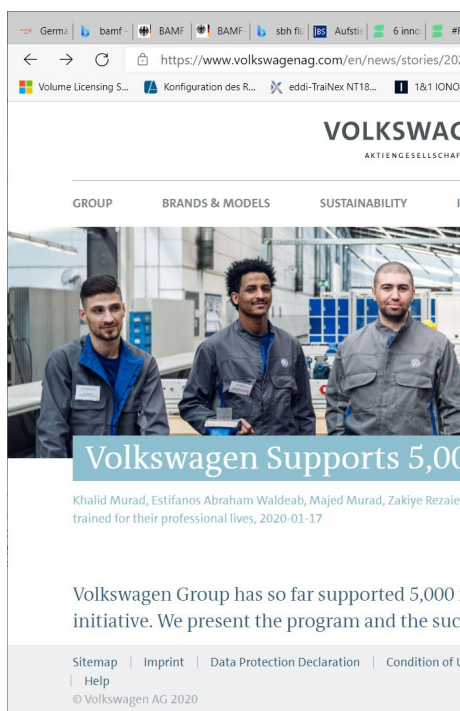 Germa bamf - BAMF BAMF- sbh flü BS Aufstie 6 inno
https://www.volkswagenag.com/en/news/stories/202
Volume Licensing S... Konfiguration des R... eddi-TraiNex NT18... 1&1 IONO
VOLKSWAG
AKTIENGESELLSCHAF
GROUP BRANDS & MODELS SUSTAINABILITY
Volkswagen Supports 5,00
Khalid Murad, Estifanos Abraham Waldeab, Majed Murad, Zakiye Rezaie
trained for their professional lives, 2020-01-17
Volkswagen Group has so far supported 5,000
initiative. We present the program and the suc
Sitemap | Imprint | Data Protection Declaration | Condition of U
| Help
© Volkswagen AG 2020